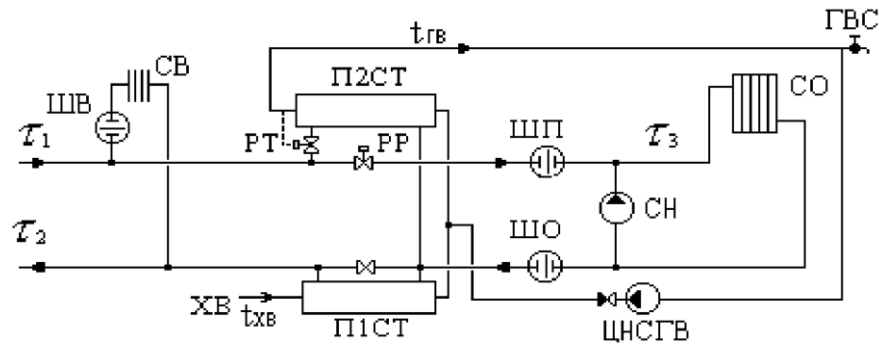 ГВС
tГВ
СВ
П2СТ
СО
ШВ
τ1
РТ
РР
ШП
τ3
СН
τ2
ШО
ХВ
tХВ
П1СТ
ЦНСГВ